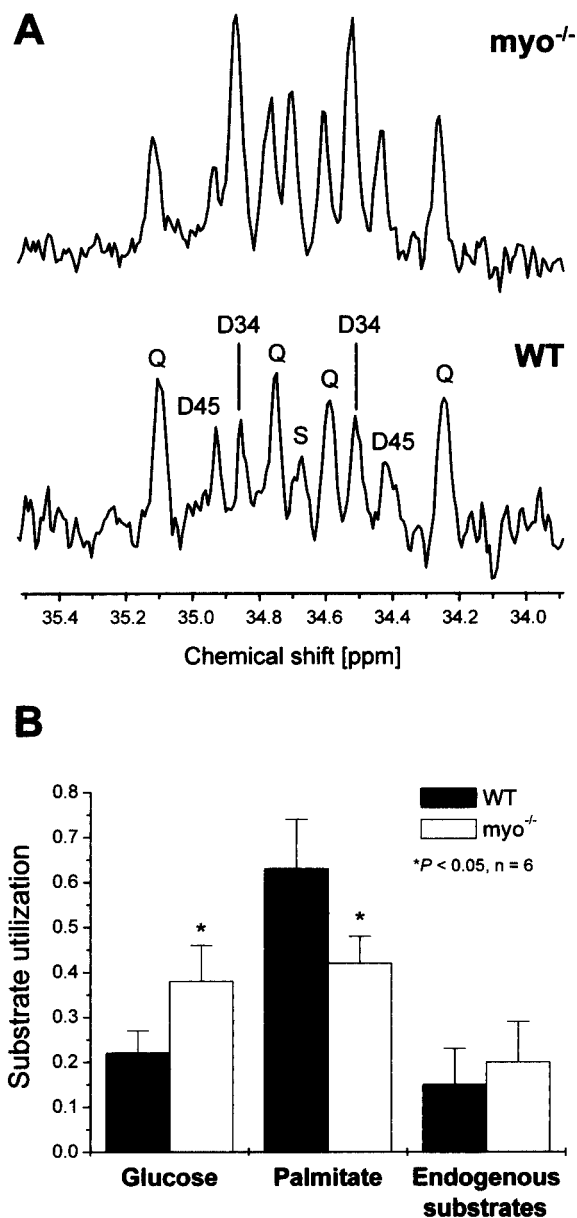 A
myo-/-
D34 D34
WT
Q Q Q Q
D45 S D45
35.4 35.2 35.0 34.8 34.6 34.4 34.2 34.0
Chemical shift [ppm]
B
0.8
0.7
0.6
0.5
0.4
0.3
0.2
0.1
0.0
Substrate utilization
WT
myo-/-
*P < 0.05, n = 6
* *
Glucose Palmitate Endogenous
substrates